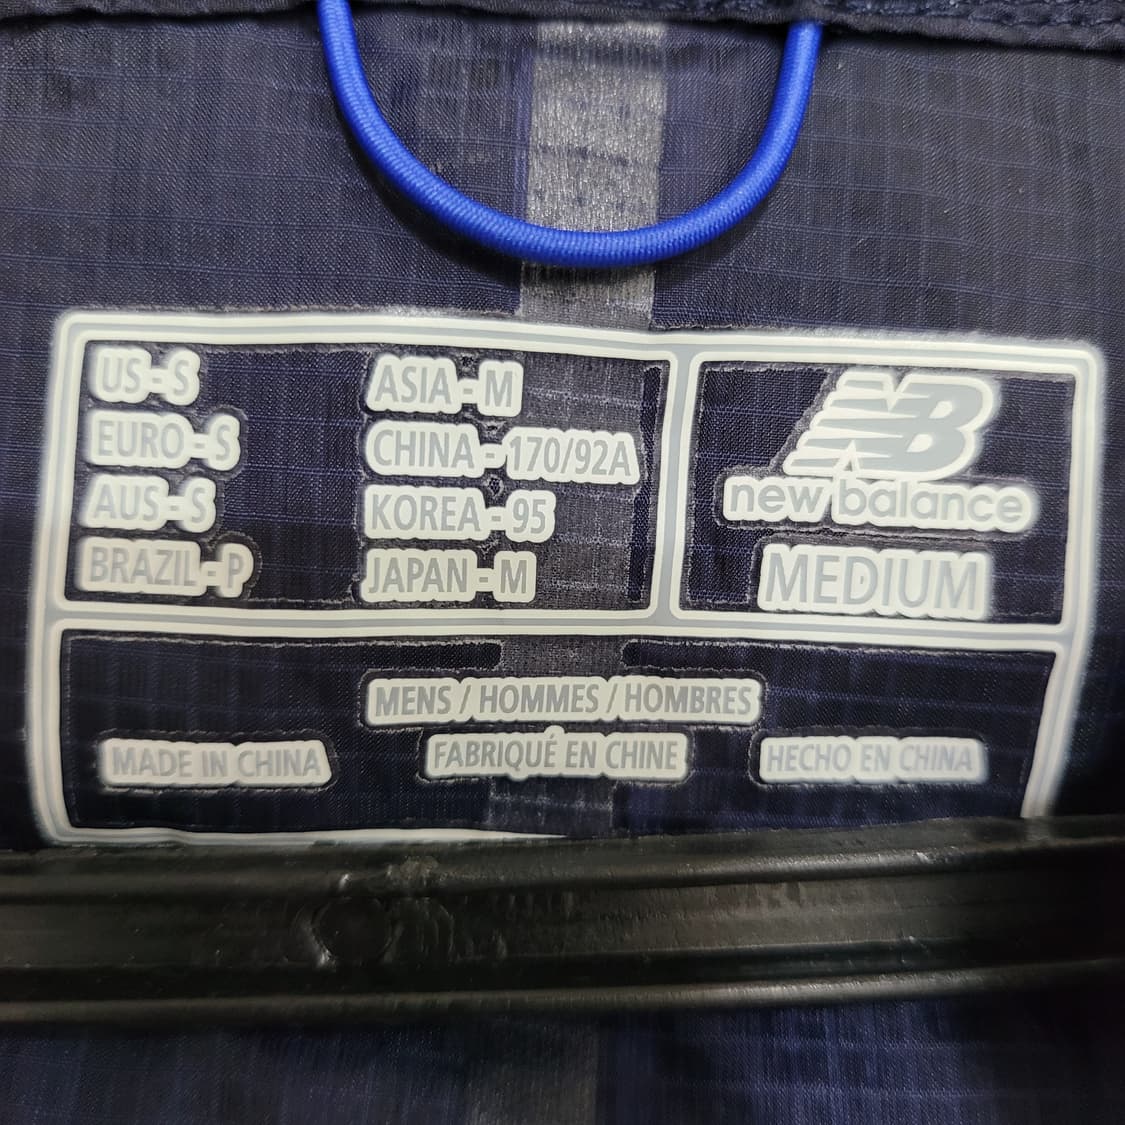 US - S
EURO - S
AUS - S
BRAZIL - P
ASIA - M
CHINA - 170/92A
KOREA - 95
JAPAN - M
NB
new balance
MEDIUM
MENS / HOMMES / HOMBRES
MADE IN CHINA
FABRIQUÉ EN CHINE
HECHO EN CHINA